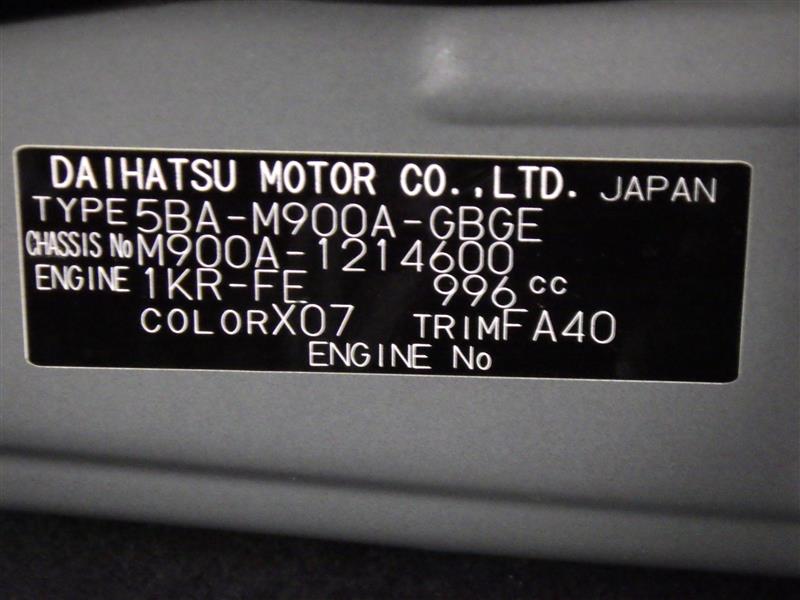 DAIHATSU MOTOR CO.,LTD. JAPAN
TYPE 5BA-M900A-GBGE
CHASSIS No M900A-1214600
ENGINE 1KR-FE 996 cc
COLOR X07 TRIM FA40
ENGINE No